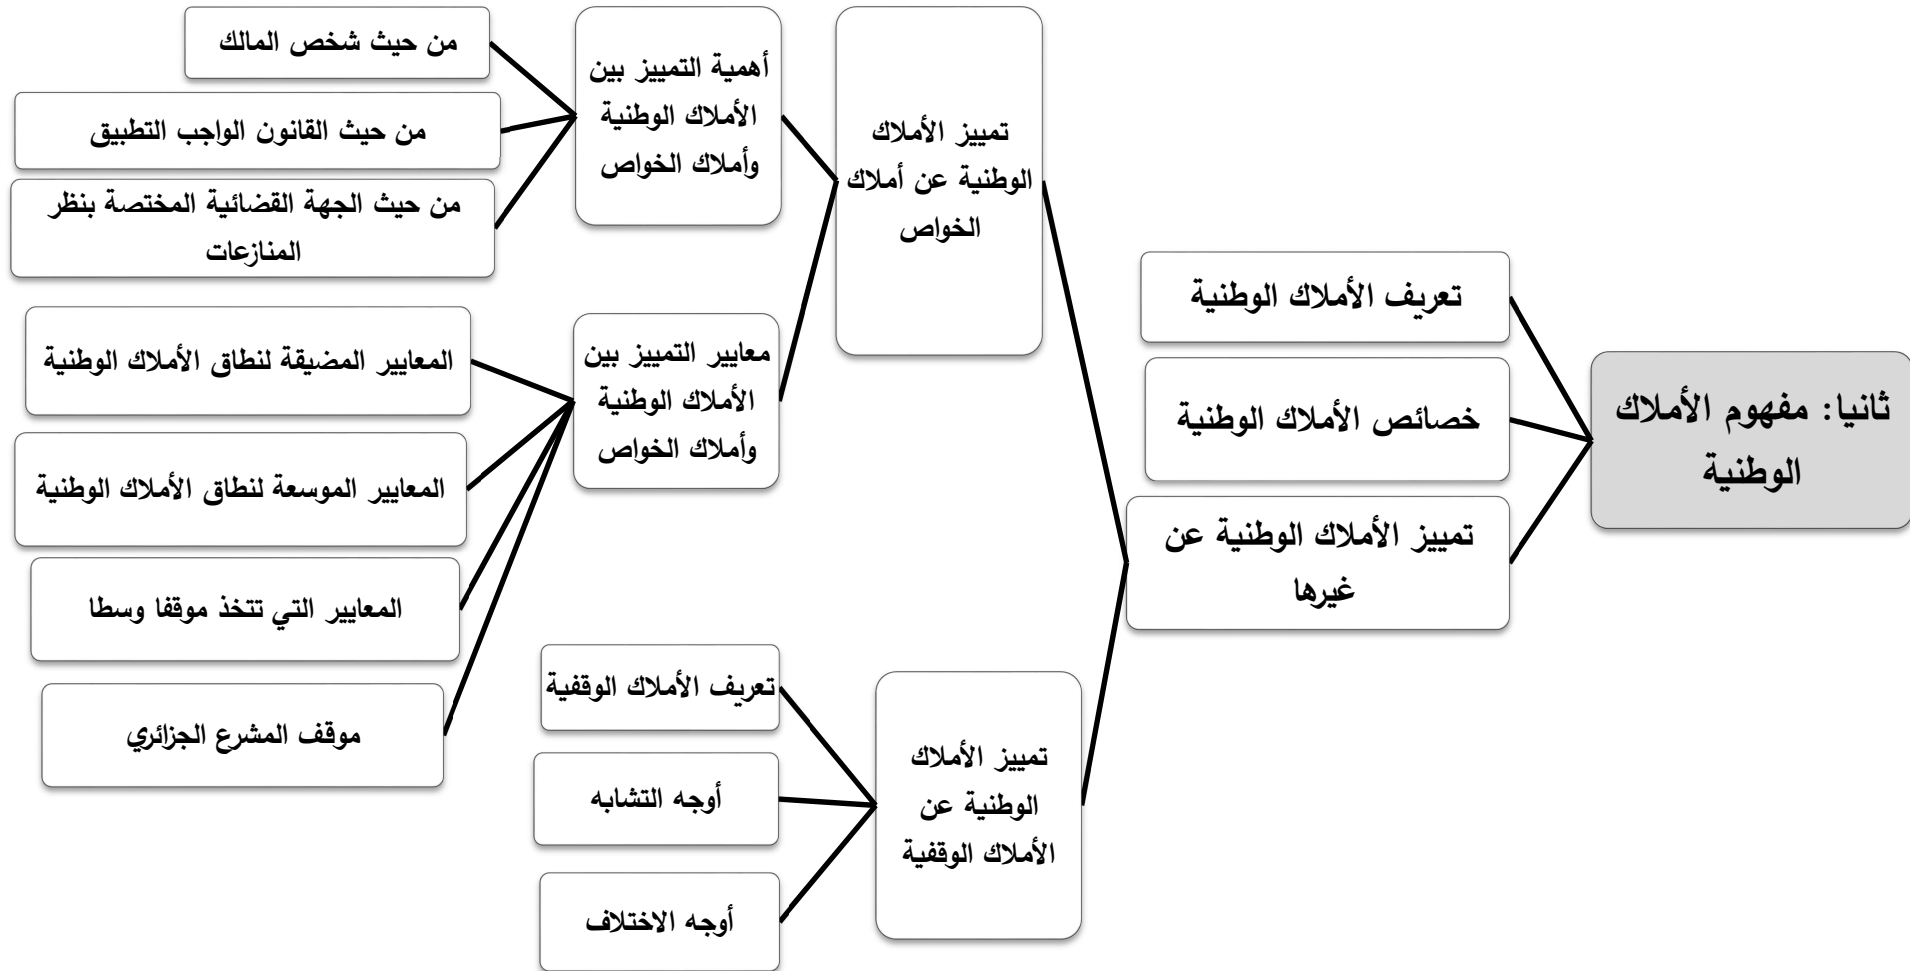 ثانيا: مفهوم الأملاك
الوطنية
تعريف الأملاك الوطنية
خصائص الأملاك الوطنية
تمييز الأملاك الوطنية عن
غيرها
تمييز الأملاك
الوطنية عن أملاك
الخواص
أهمية التمييز بين
الأملاك الوطنية
وأملاك الخواص
من حيث شخص المالك
من حيث القانون الواجب التطبيق
من حيث الجهة القضائية المختصة بنظر
المنازعات
معايير التمييز بين
الأملاك الوطنية
وأملاك الخواص
المعايير المضيقة لنطاق الأملاك الوطنية
المعايير الموسعة لنطاق الأملاك الوطنية
المعايير التي تتخذ موقفا وسطا
موقف المشرع الجزائري
تمييز الأملاك
الوطنية عن
الأملاك الوقفية
تعريف الأملاك الوقفية
أوجه التشابه
أوجه الاختلاف